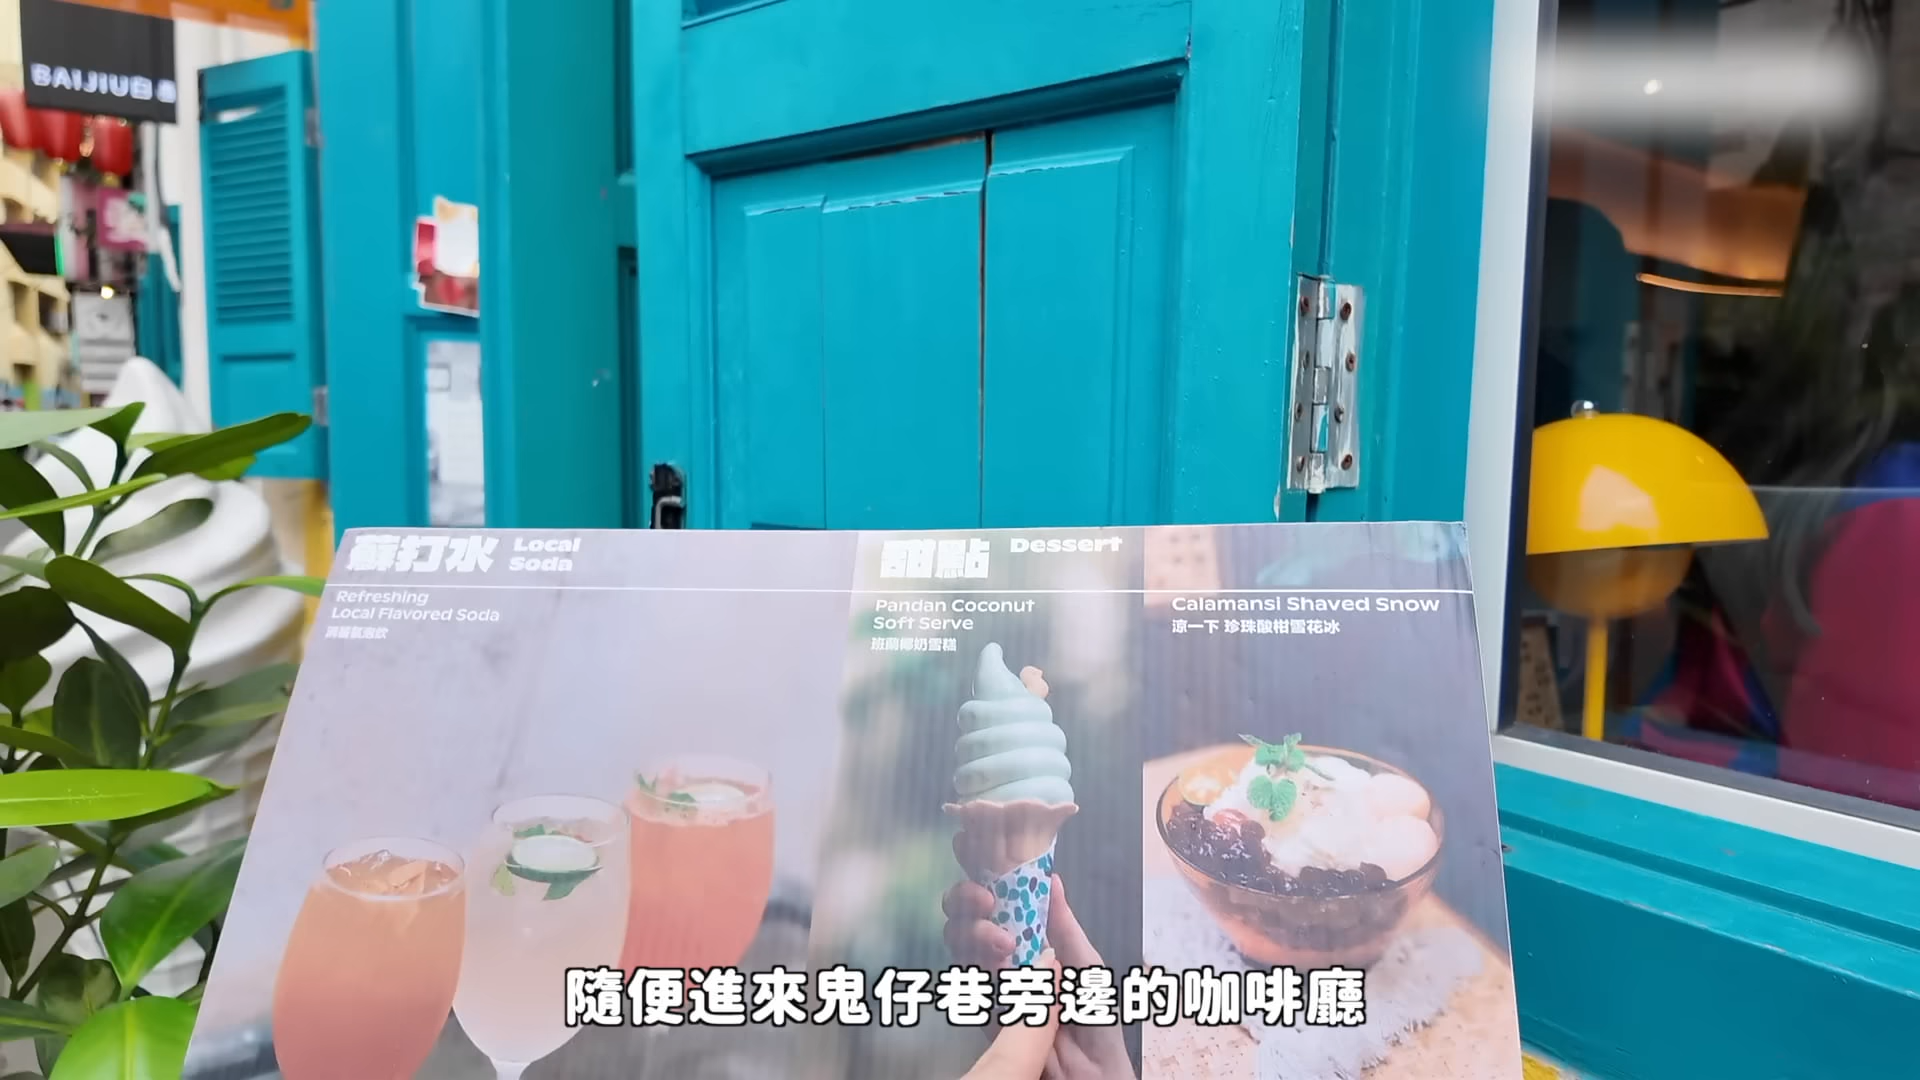 BAIJIU白
蘇打水 Local Soda
Refreshing
Local Flavored Soda
甜點 Dessert
Pandan Coconut
Soft Serve
班蘭椰奶雪糕
Calamansi Shaved Snow
涼一下 珍珠酸柑雪花冰
隨便進來鬼仔巷旁邊的咖啡廳